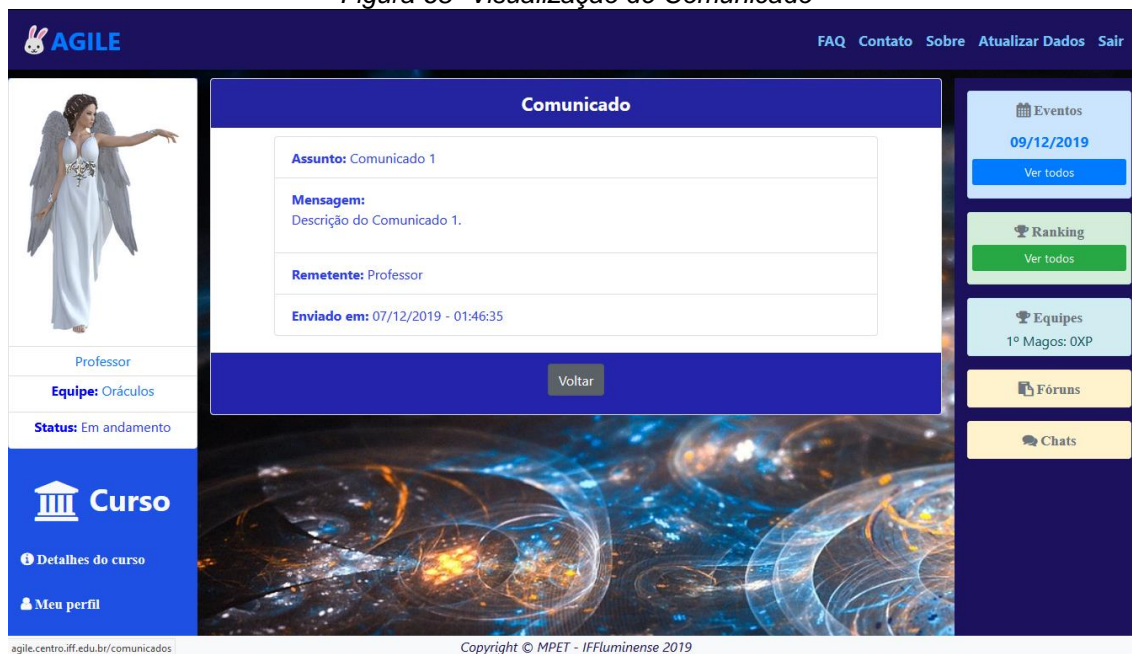 Visualização do Comunicado
AGILE
FAQ Contato Sobre Atualizar Dados Sair
Professor
Equipe: Oráculos
Status: Em andamento
Curso
Detalhes do curso
Meu perfil
Comunicado
Assunto: Comunicado 1
Mensagem:
Descrição do Comunicado 1.
Remetente: Professor
Enviado em: 07/12/2019 - 01:46:35
Voltar
Eventos
09/12/2019
Ver todos
Ranking
Ver todos
Equipes
1º Magos: 0XP
Fóruns
Chats
agile.centro.iff.edu.br/comunicados
Copyright © MPET - IFFluminense 2019